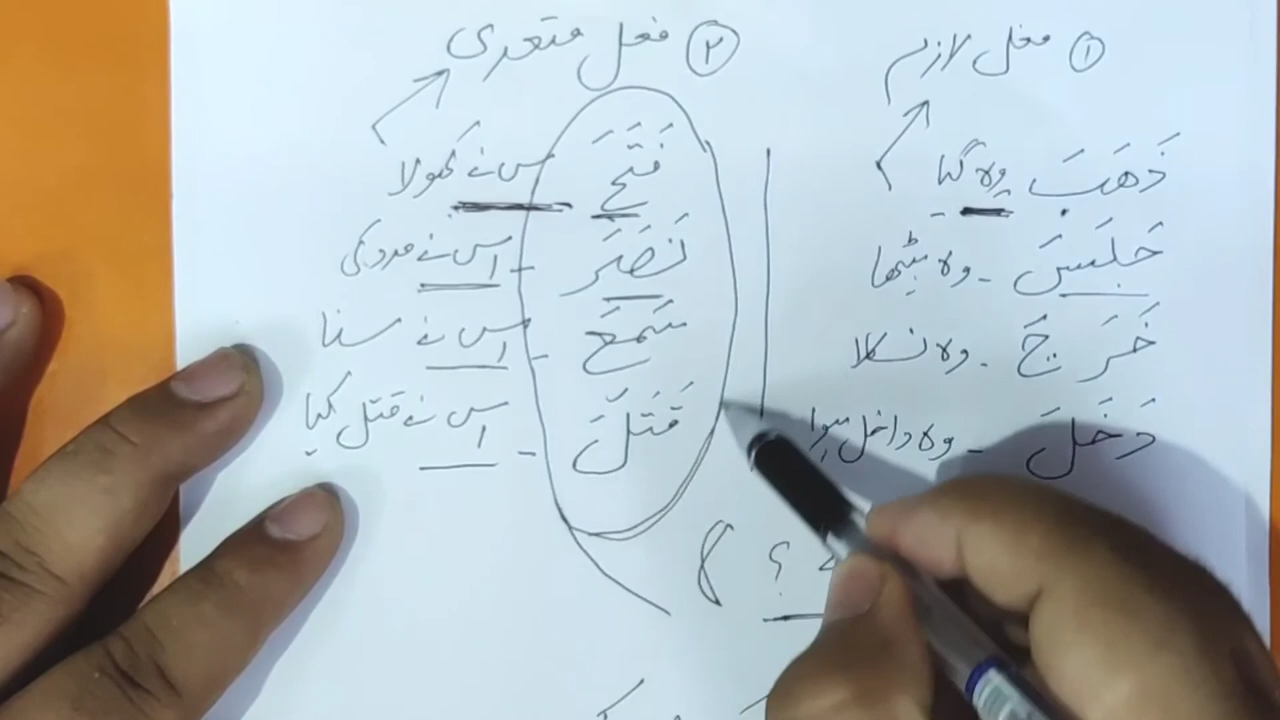 ① فعل لازم
ذَهَبَ وہ گیا
جَلَسَ - وہ بیٹھا
خَرَجَ - وہ نکلا
دَخَلَ - وہ داخل ہوا
② فعل متعدی
فَتَحَ اس نے کھولا
نَصَرَ - اس نے مدد کی
سَمِعَ - اس نے سنا
قَتَلَ - اس نے قتل کیا
؟